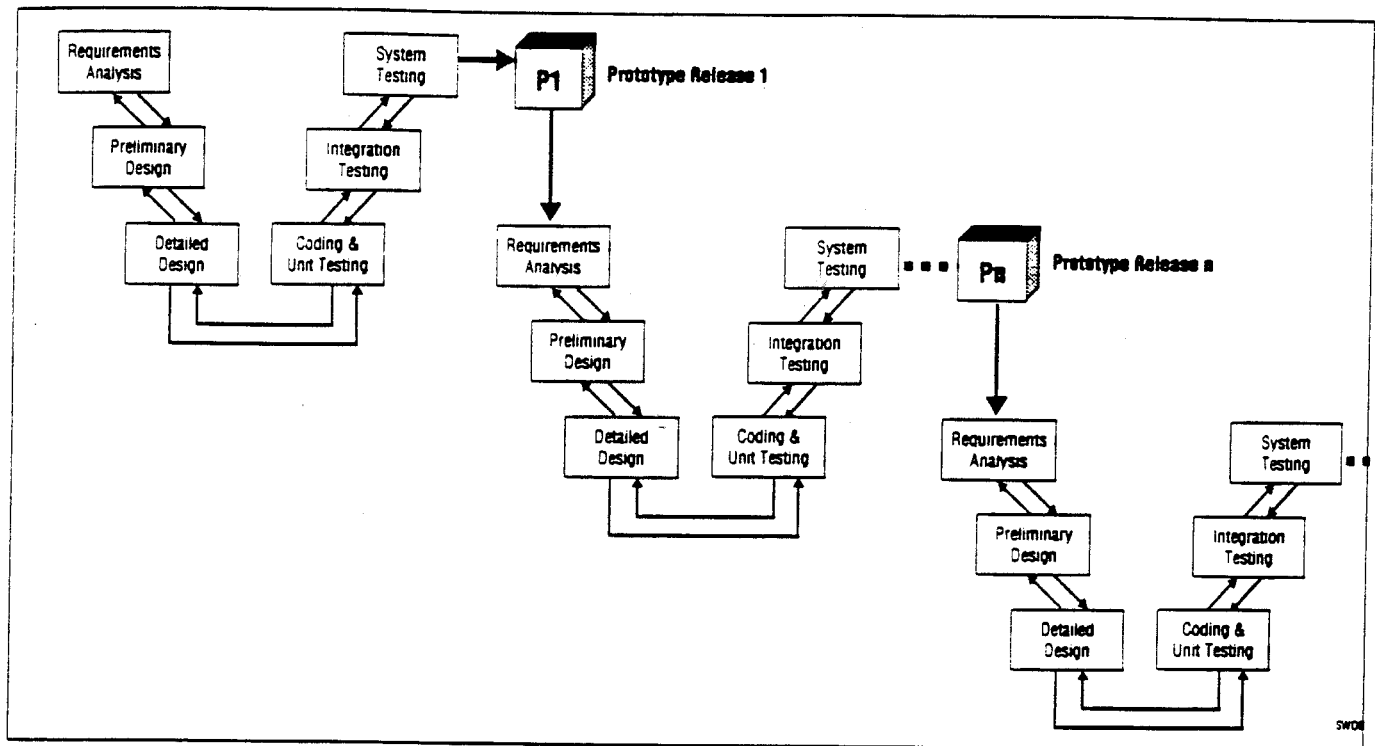 Requirements
Analysis
Preliminary
Design
Detailed
Design
Coding &
Unit Testing
Integration
Testing
System
Testing
P1
Prototype Release 1
Requirements
Analysis
Preliminary
Design
Detailed
Design
Coding &
Unit Testing
Integration
Testing
System
Testing
Pn
Prototype Release n
Requirements
Analysis
Preliminary
Design
Detailed
Design
Coding &
Unit Testing
Integration
Testing
System
Testing